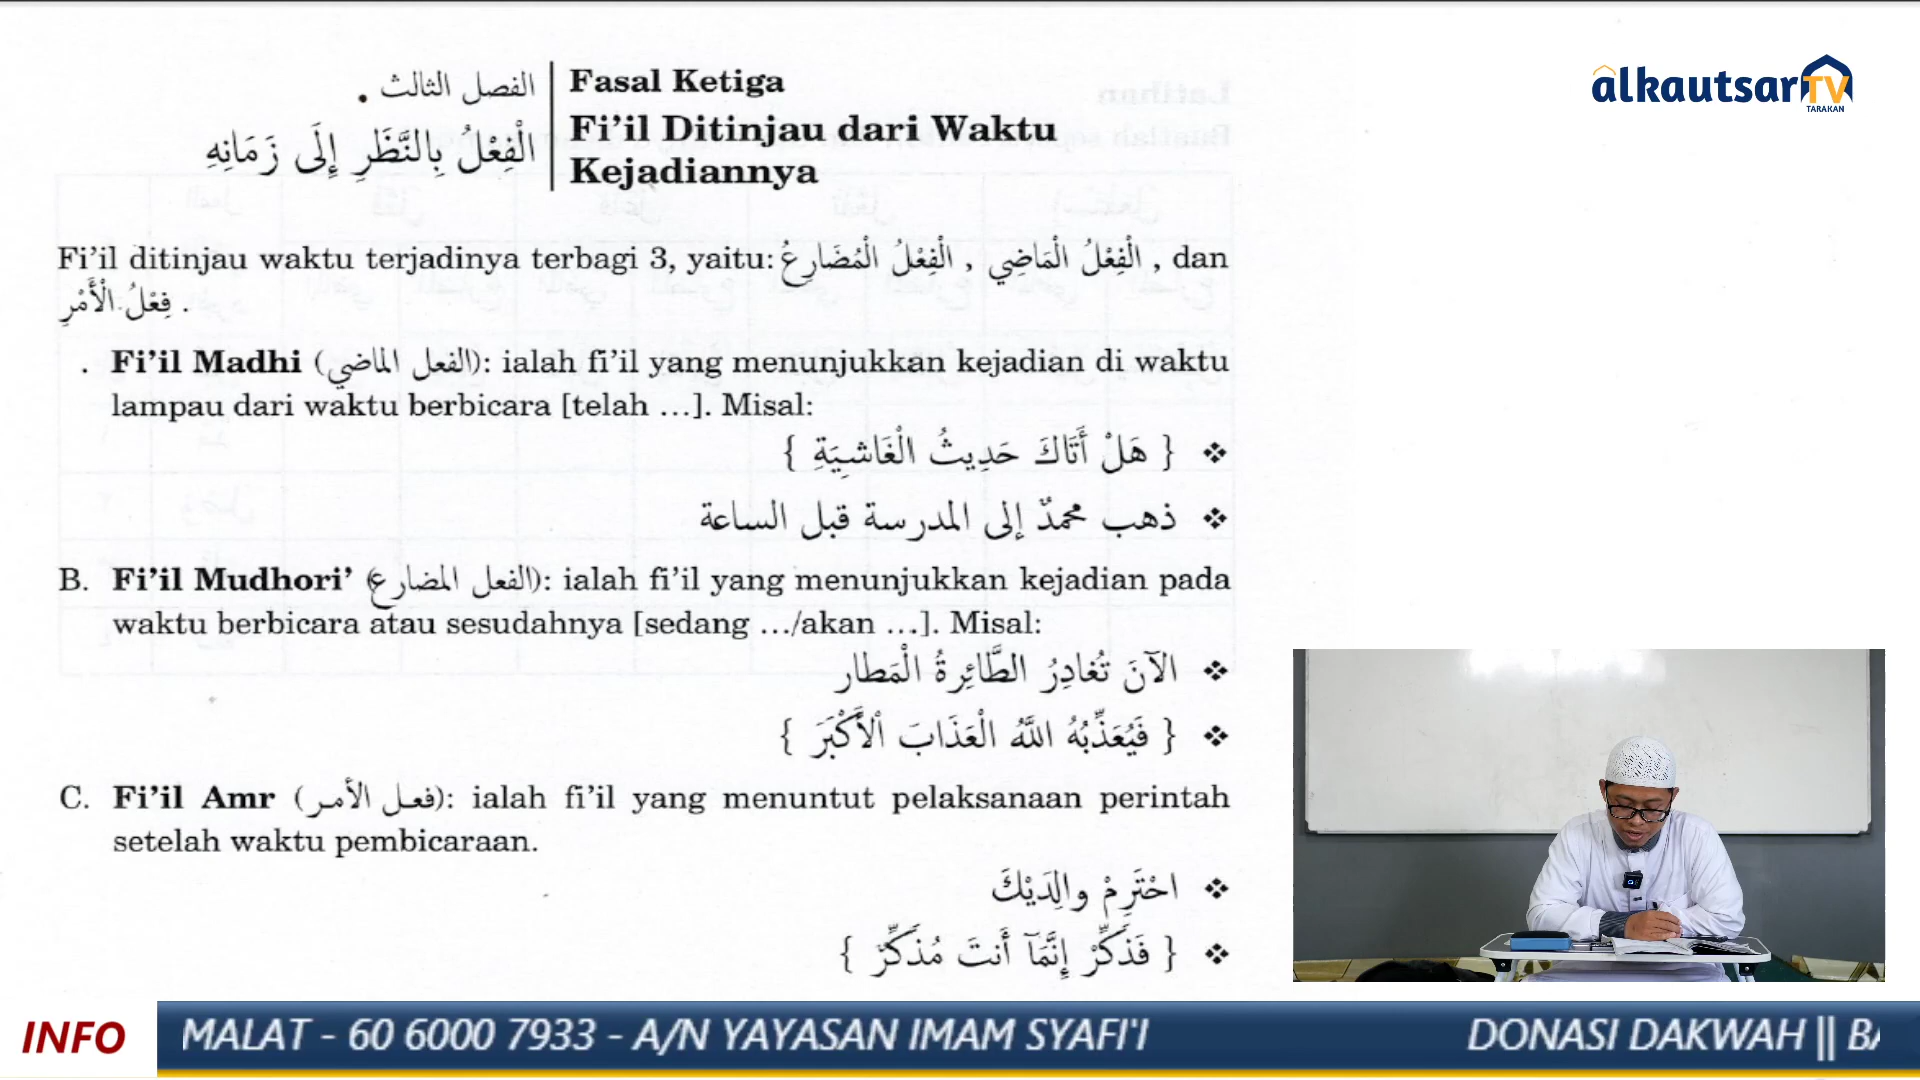 الفصل الثالث .
الْفِعْلُ بِالنَّظَرِ إِلَى زَمَانِهِ
Fasal Ketiga
Fi’il Ditinjau dari Waktu
Kejadiannya
alkautsarTV
TARAKAN
Fi’il ditinjau waktu terjadinya terbagi 3, yaitu: الْفِعْلُ الْمُضَارِعُ , الْفِعْلُ الْمَاضِي , dan
فِعْلُ الْأَمْرِ .
. Fi’il Madhi (الفعل الماضي): ialah fi’il yang menunjukkan kejadian di waktu
lampau dari waktu berbicara [telah ...]. Misal:
❖ { هَلْ أَتَاكَ حَدِيثُ الْغَاشِيَةِ }
❖ ذهب محمدٌ إلى المدرسة قبل الساعة
B. Fi’il Mudhori’ (الفعل المضارع): ialah fi’il yang menunjukkan kejadian pada
waktu berbicara atau sesudahnya [sedang .../akan ...]. Misal:
❖ الآنَ تُغادِرُ الطَّائِرةُ الْمَطار
❖ { فَيُعَذِّبُهُ اللَّهُ الْعَذَابَ الْأَكْبَرَ }
C. Fi’il Amr (فعل الأمر): ialah fi’il yang menuntut pelaksanaan perintah
setelah waktu pembicaraan.
❖ احْتَرِمْ والِدَيْكَ
❖ { فَذَكِّرْ إِنَّمَآ أَنتَ مُذَكِّرٌ }
INFO
MALAT - 60 6000 7933 - A/N YAYASAN IMAM SYAFI'I
DONASI DAKWAH || BA